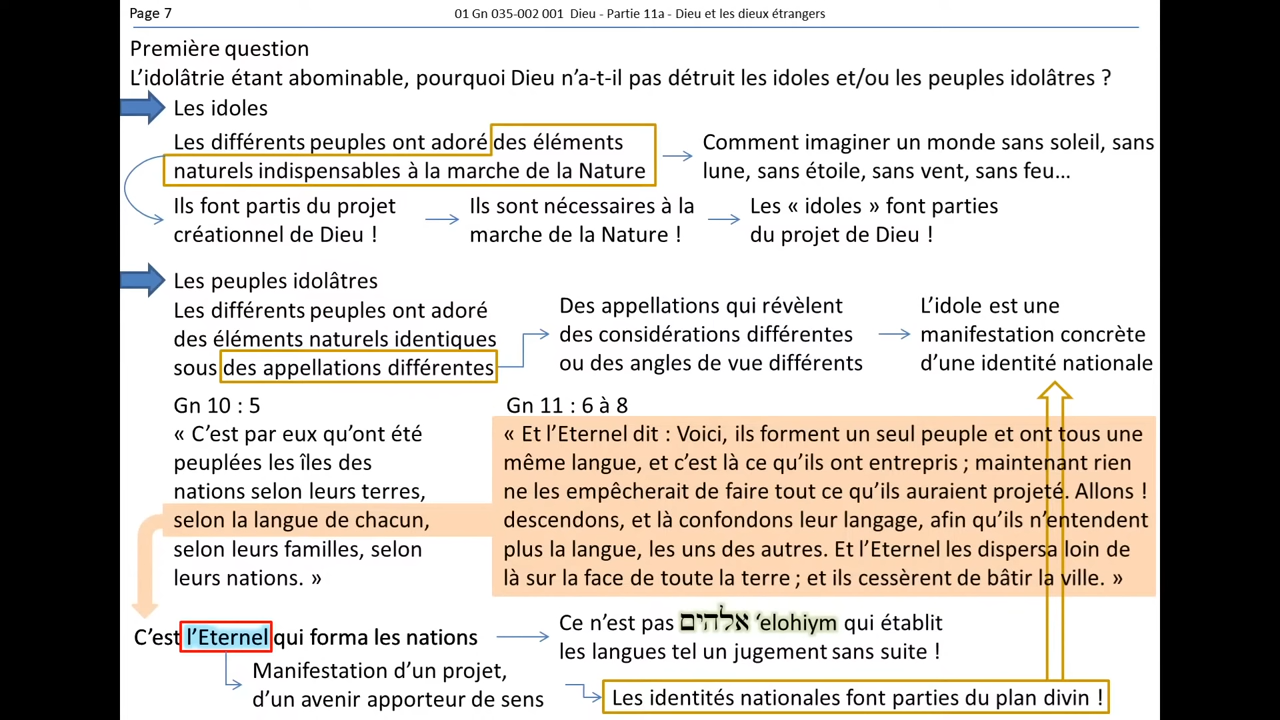 Page 7
01 Gn 035-002 001 Dieu - Partie 11a - Dieu et les dieux étrangers
Première question
L'idolâtrie étant abominable, pourquoi Dieu n'a-t-il pas détruit les idoles et/ou les peuples idolâtres ?
Les idoles
Les différents peuples ont adoré des éléments
naturels indispensables à la marche de la Nature
Comment imaginer un monde sans soleil, sans
lune, sans étoile, sans vent, sans feu…
Ils font partis du projet
créationnel de Dieu !
Ils sont nécessaires à la
marche de la Nature !
Les « idoles » font parties
du projet de Dieu !
Les peuples idolâtres
Les différents peuples ont adoré
des éléments naturels identiques
sous des appellations différentes
Des appellations qui révèlent
des considérations différentes
ou des angles de vue différents
L'idole est une
manifestation concrète
d'une identité nationale
Gn 10 : 5
« C'est par eux qu'ont été
peuplées les îles des
nations selon leurs terres,
selon la langue de chacun,
selon leurs familles, selon
leurs nations. »
Gn 11 : 6 à 8
« Et l'Eternel dit : Voici, ils forment un seul peuple et ont tous une
même langue, et c'est là ce qu'ils ont entrepris ; maintenant rien
ne les empêcherait de faire tout ce qu'ils auraient projeté. Allons !
descendons, et là confondons leur langage, afin qu'ils n'entendent
plus la langue, les uns des autres. Et l'Eternel les dispersa loin de
là sur la face de toute la terre ; et ils cessèrent de bâtir la ville. »
C'est l'Eternel qui forma les nations
Ce n'est pas אלהים 'elohiym qui établit
les langues tel un jugement sans suite !
Manifestation d'un projet,
d'un avenir apporteur de sens
Les identités nationales font parties du plan divin !